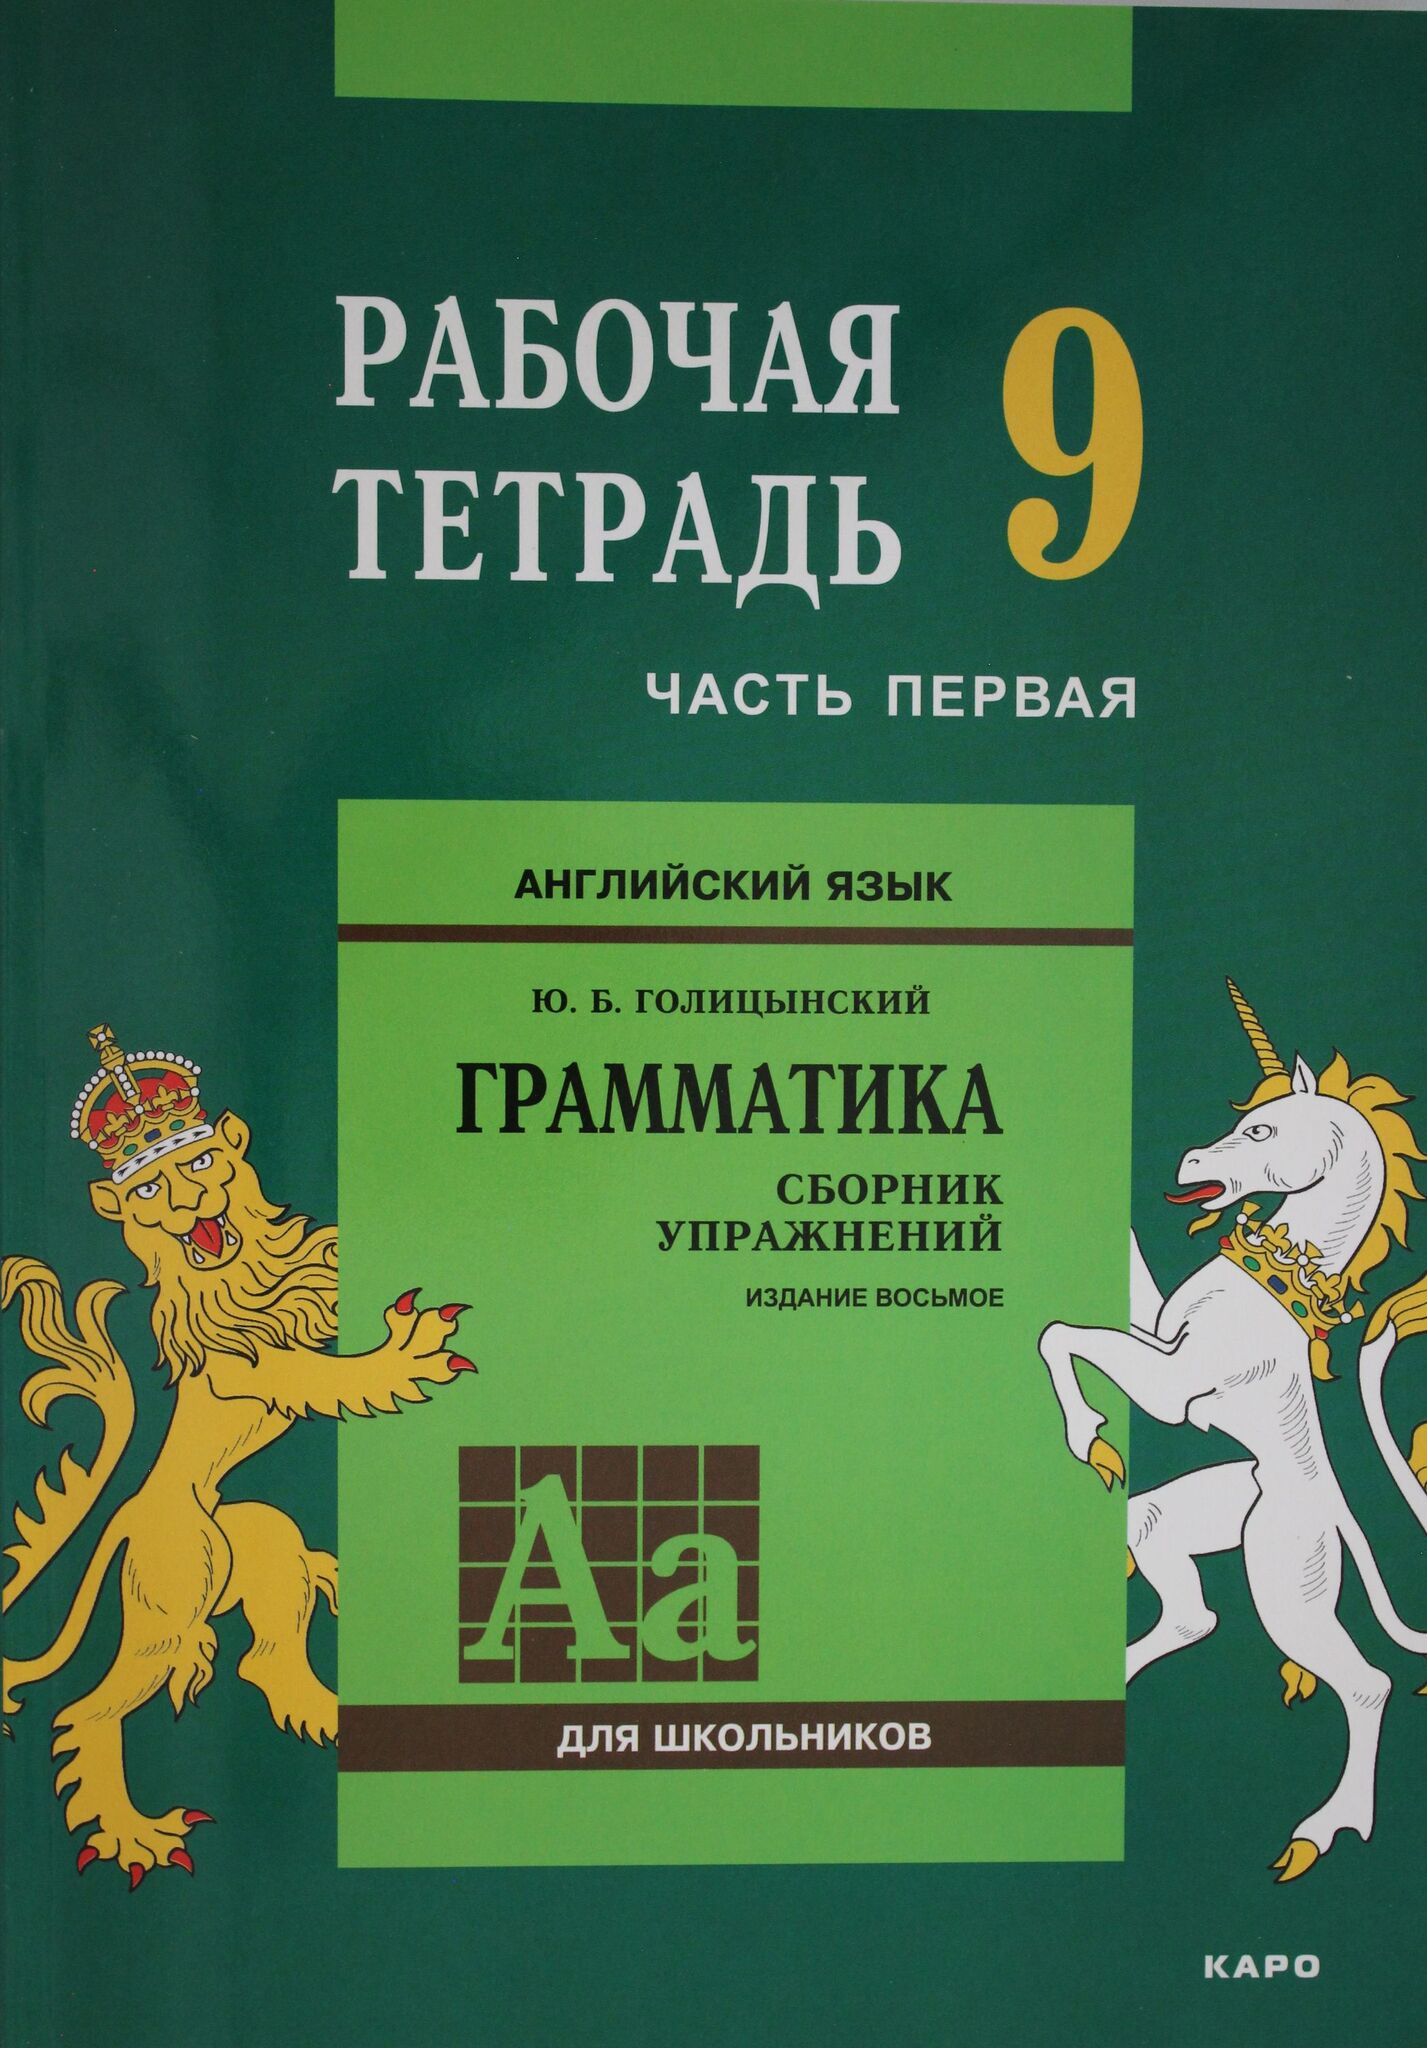 РАБОЧАЯ
ТЕТРАДЬ 9
ЧАСТЬ ПЕРВАЯ
АНГЛИЙСКИЙ ЯЗЫК
Ю. Б. ГОЛИЦЫНСКИЙ
ГРАММАТИКА
СБОРНИК
УПРАЖНЕНИЙ
ИЗДАНИЕ ВОСЬМОЕ
Aa
ДЛЯ ШКОЛЬНИКОВ
КАРО